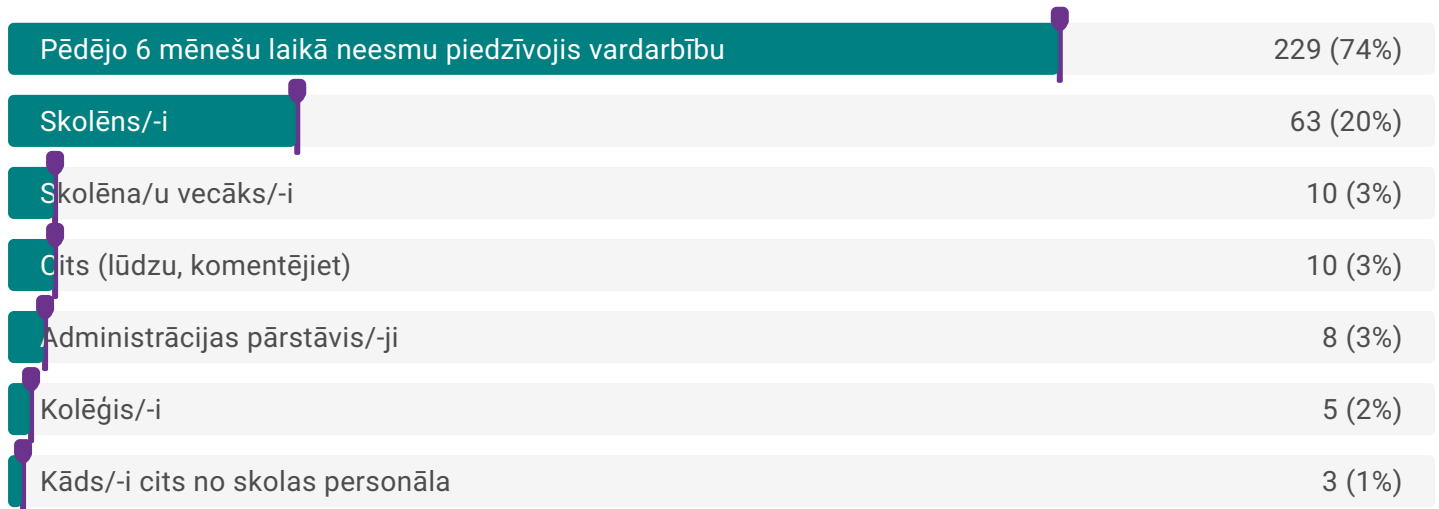 Pēdējo 6 mēnešu laikā neesmu piedzīvojis vardarbību 229 (74%)
Skolēns/-i 63 (20%)
Skolēna/u vecāks/-i 10 (3%)
Cits (lūdzu, komentējiet) 10 (3%)
Administrācijas pārstāvis/-ji 8 (3%)
Kolēģis/-i 5 (2%)
Kāds/-i cits no skolas personāla 3 (1%)